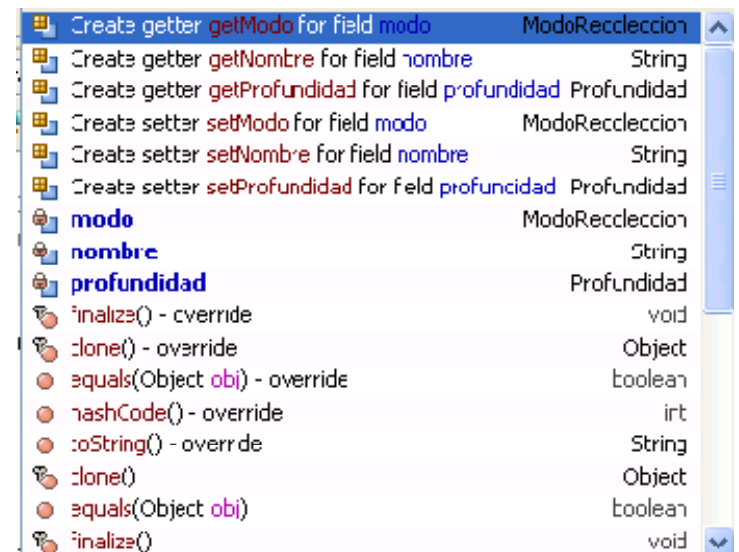 Create getter getModo for field modo ModoRecoleccion
Create getter getNombre for field nombre String
Create getter getProfundidad for field profundidad Profundidad
Create setter setModo for field modo ModoRecoleccion
Create setter setNombre for field nombre String
Create setter setProfundidad for field profundidad Profundidad
modo ModoRecoleccion
nombre String
profundidad Profundidad
finalize() - override void
clone() - override Object
equals(Object obj) - override boolean
hashCode() - override int
toString() - override String
clone() Object
equals(Object obj) boolean
finalize() void